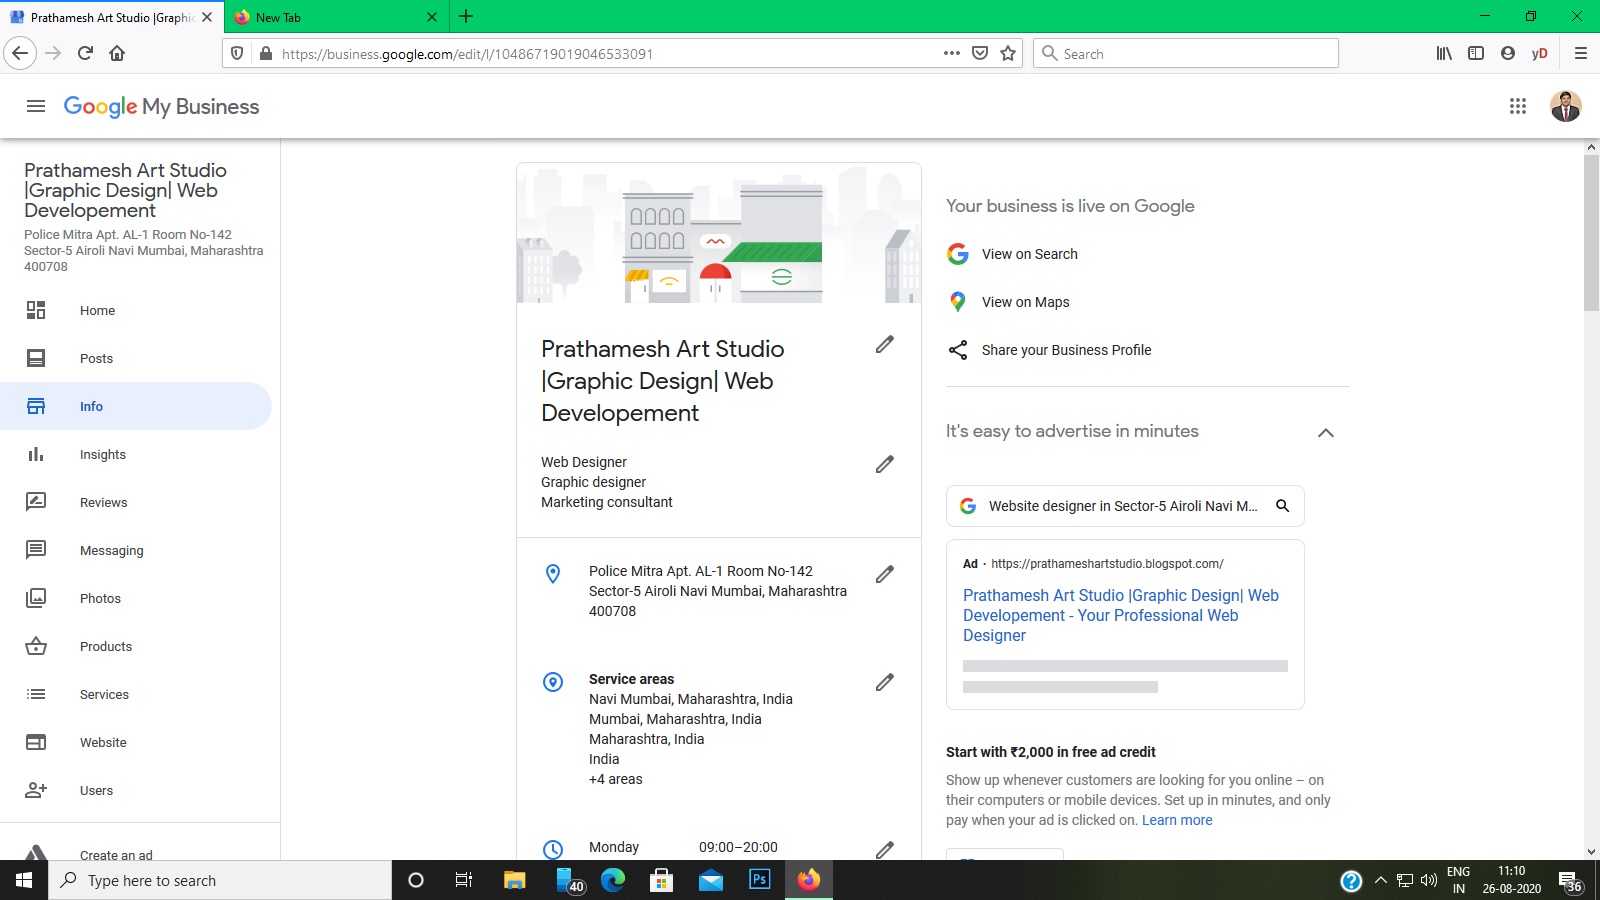 Prathamesh Art Studio |Graphic
New Tab
https://business.google.com/edit/l/10486719019046533091
Search
yD
Google My Business
Prathamesh Art Studio
|Graphic Design| Web
Developement
Police Mitra Apt. AL-1 Room No-142
Sector-5 Airoli Navi Mumbai, Maharashtra
400708
Home
Posts
Info
Insights
Reviews
Messaging
Photos
Products
Services
Website
Users
Create an ad
Prathamesh Art Studio
|Graphic Design| Web
Developement
Web Designer
Graphic designer
Marketing consultant
Police Mitra Apt. AL-1 Room No-142
Sector-5 Airoli Navi Mumbai, Maharashtra
400708
Service areas
Navi Mumbai, Maharashtra, India
Mumbai, Maharashtra, India
Maharashtra, India
India
+4 areas
Monday 09:00–20:00
Your business is live on Google
View on Search
View on Maps
Share your Business Profile
It's easy to advertise in minutes
Website designer in Sector-5 Airoli Navi M...
Ad · https://prathameshartstudio.blogspot.com/
Prathamesh Art Studio |Graphic Design| Web
Developement - Your Professional Web
Designer
Start with ₹2,000 in free ad credit
Show up whenever customers are looking for you online – on
their computers or mobile devices. Set up in minutes, and only
pay when your ad is clicked on. Learn more
Type here to search
40
Ps
ENG
IN
11:10
26-08-2020
36